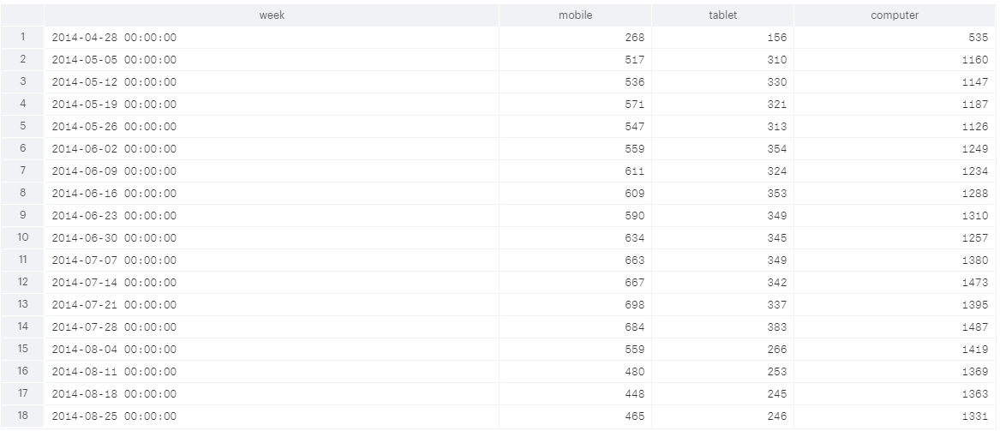 week mobile tablet computer
1 2014-04-28 00:00:00 268 156 535
2 2014-05-05 00:00:00 517 310 1160
3 2014-05-12 00:00:00 536 330 1147
4 2014-05-19 00:00:00 571 321 1187
5 2014-05-26 00:00:00 547 313 1126
6 2014-06-02 00:00:00 559 354 1249
7 2014-06-09 00:00:00 611 324 1234
8 2014-06-16 00:00:00 609 353 1288
9 2014-06-23 00:00:00 590 349 1310
10 2014-06-30 00:00:00 634 345 1257
11 2014-07-07 00:00:00 663 349 1380
12 2014-07-14 00:00:00 667 342 1473
13 2014-07-21 00:00:00 698 337 1395
14 2014-07-28 00:00:00 684 383 1487
15 2014-08-04 00:00:00 559 266 1419
16 2014-08-11 00:00:00 480 253 1369
17 2014-08-18 00:00:00 448 245 1363
18 2014-08-25 00:00:00 465 246 1331